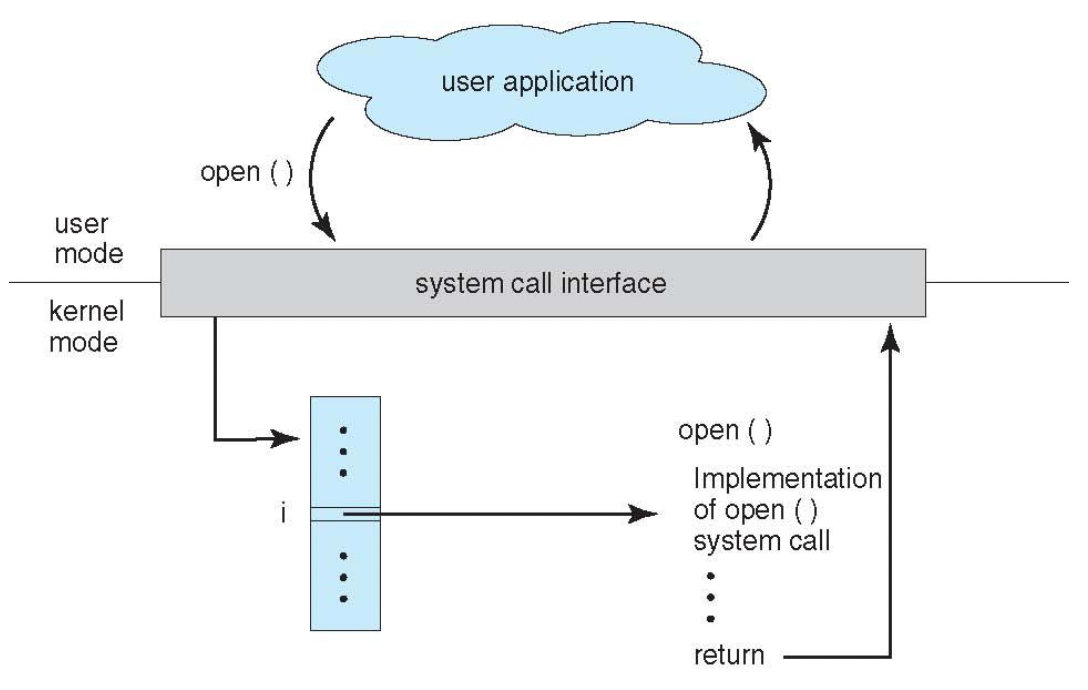 user application
open ( )
user
mode
system call interface
kernel
mode
open ( )
Implementation
of open ( )
system call
i
return